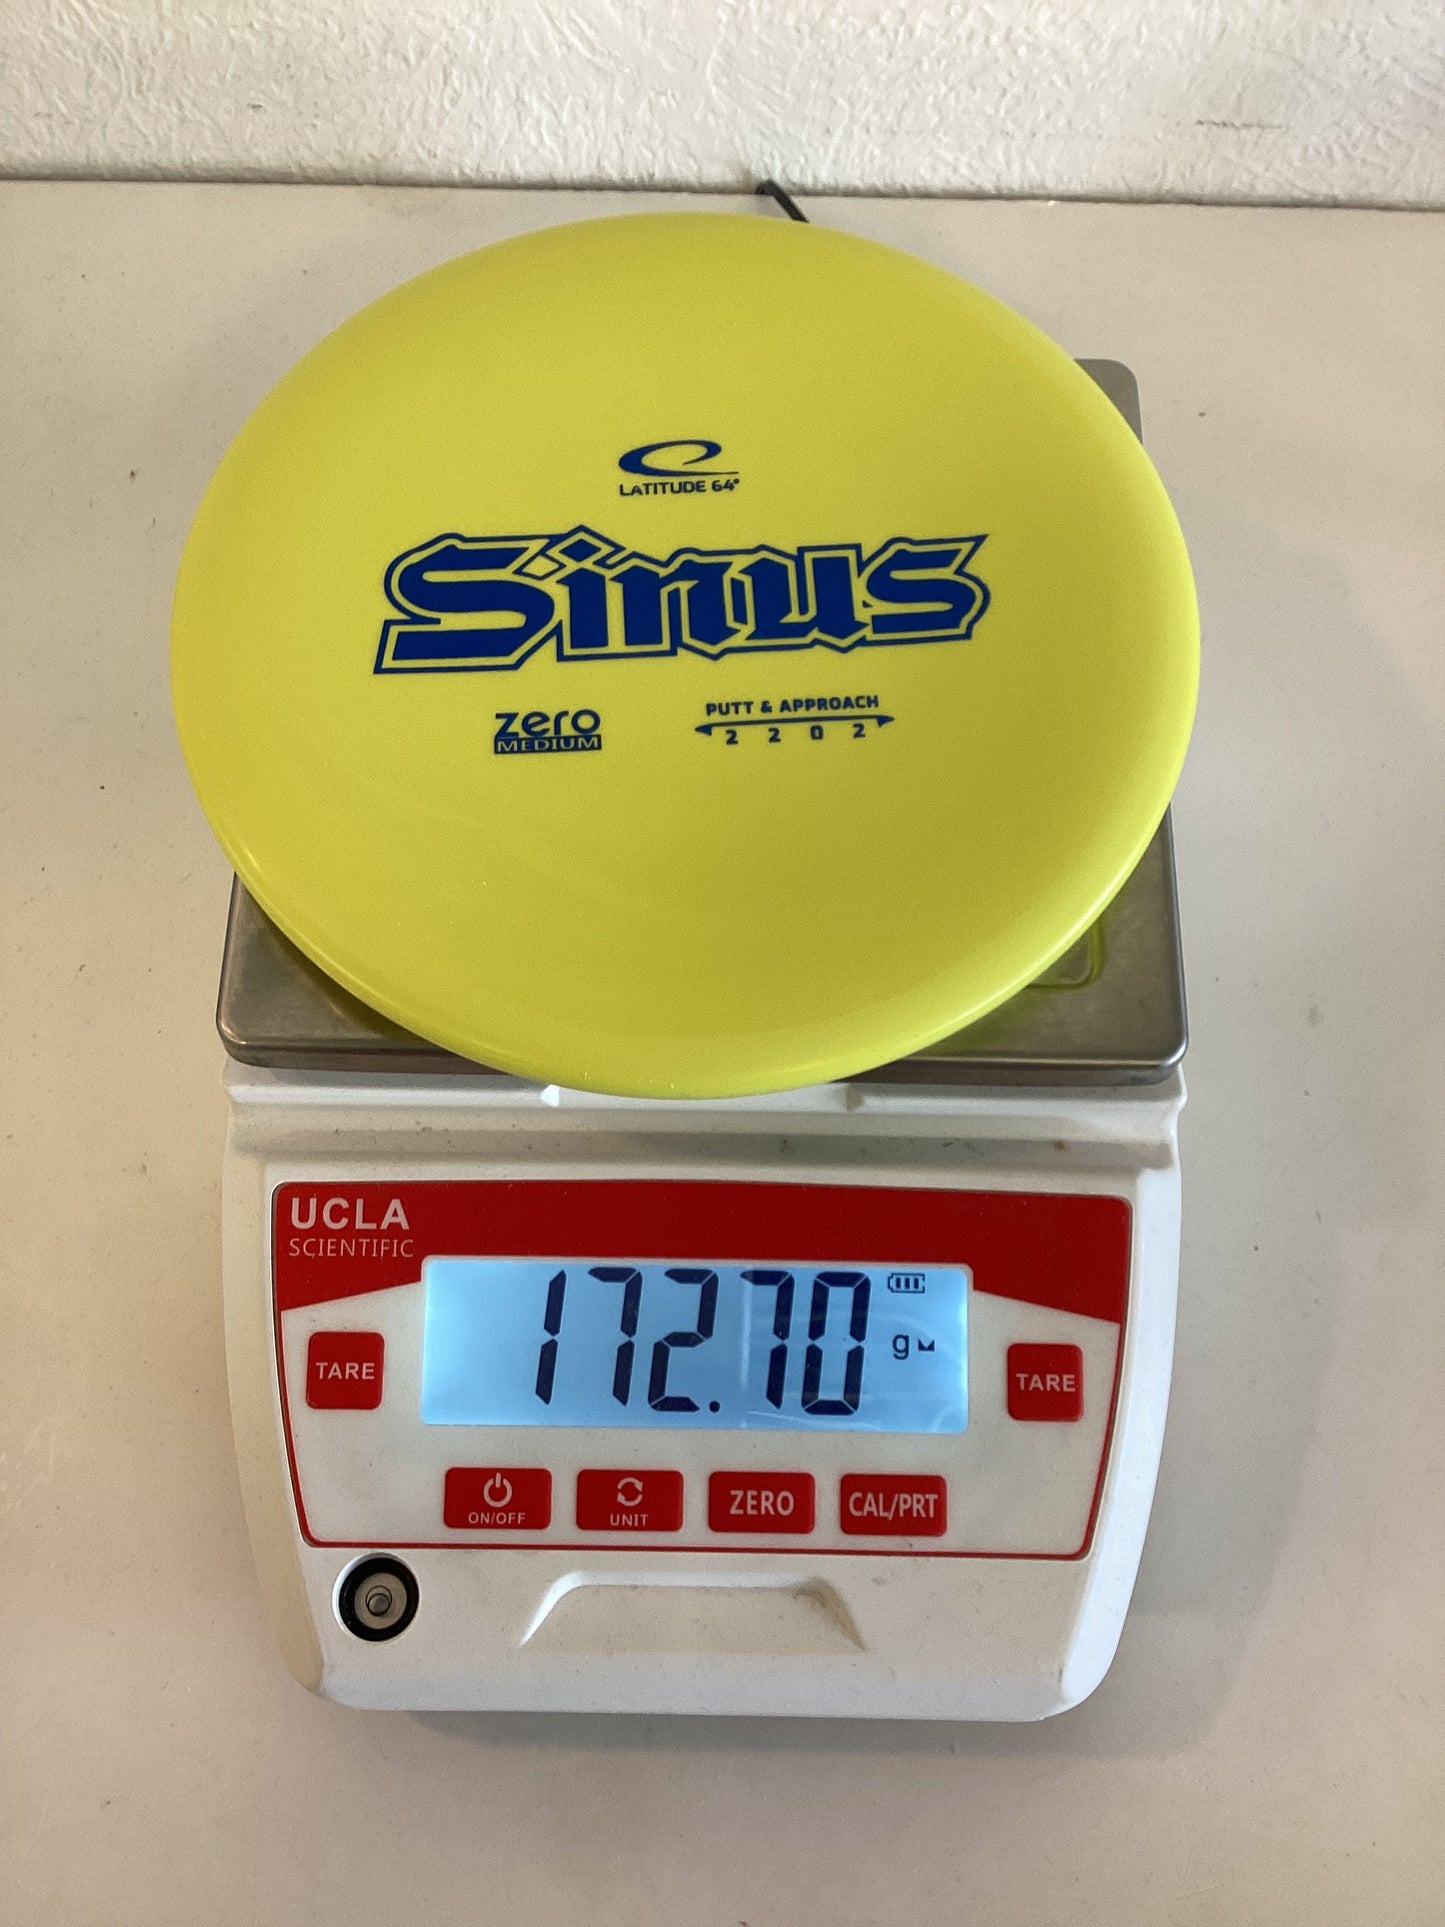 LATITUDE 64°
Sinus
zero
MEDIUM
PUTT & APPROACH
2 2 0 2
UCLA
SCIENTIFIC
172.70 g
TARE
TARE
ON/OFF
UNIT
ZERO
CAL/PRT